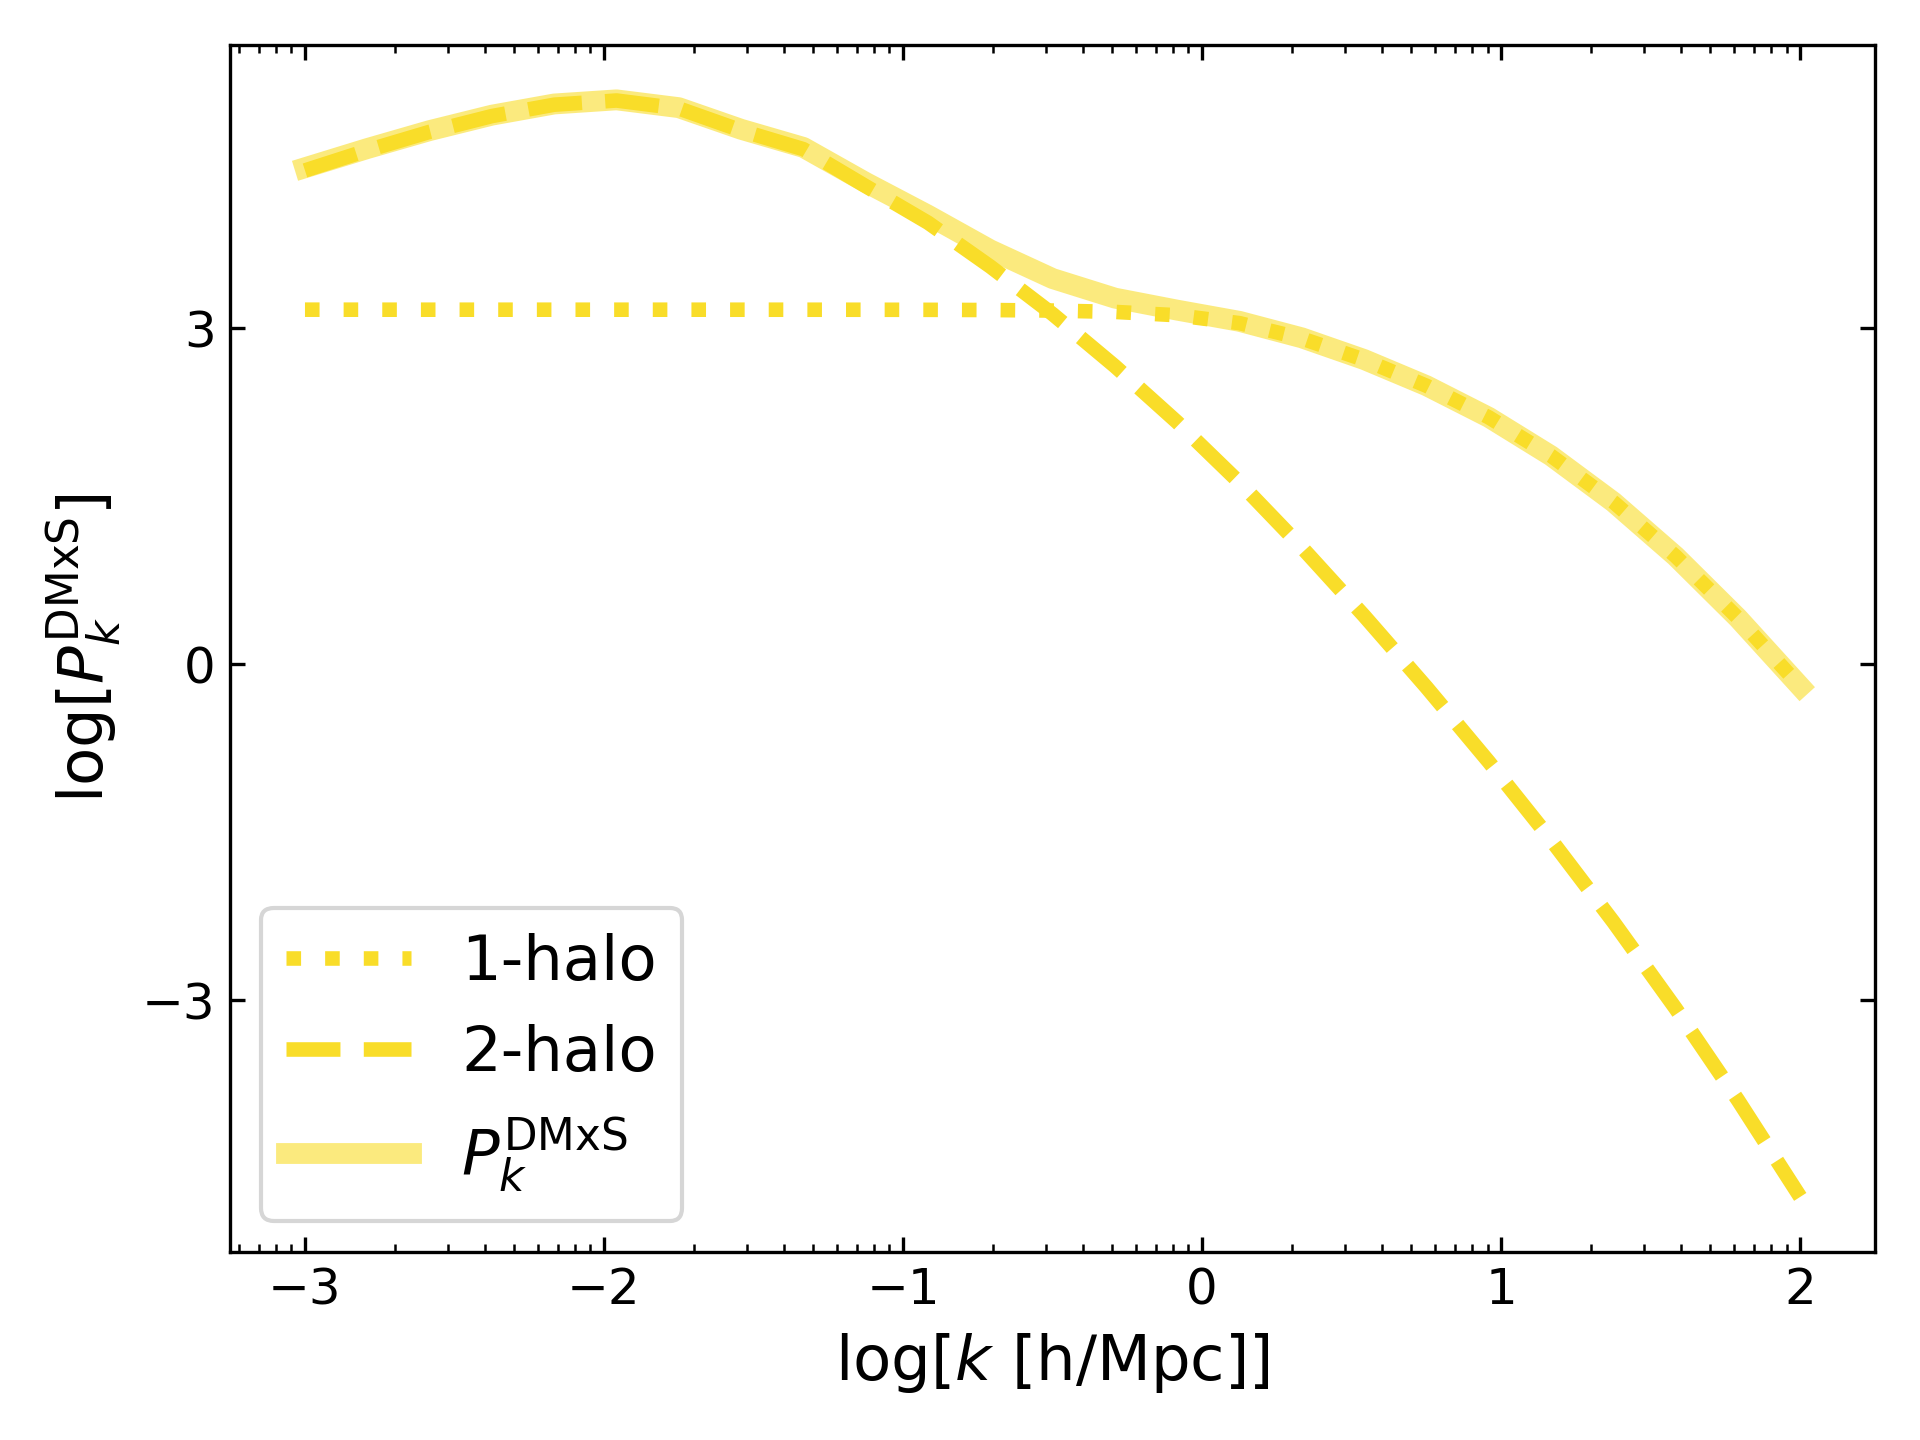 log[P_k^DMxS]
3
0
−3
1-halo
2-halo
P_k^DMxS
−3 −2 −1 0 1 2
log[k [h/Mpc]]